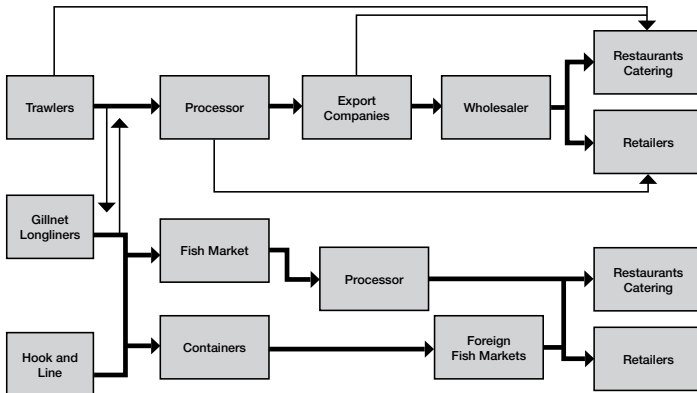 Restaurants
Catering
Trawlers
Processor
Export
Companies
Wholesaler
Retailers
Gillnet
Longliners
Fish Market
Processor
Restaurants
Catering
Hook and
Line
Containers
Foreign
Fish Markets
Retailers